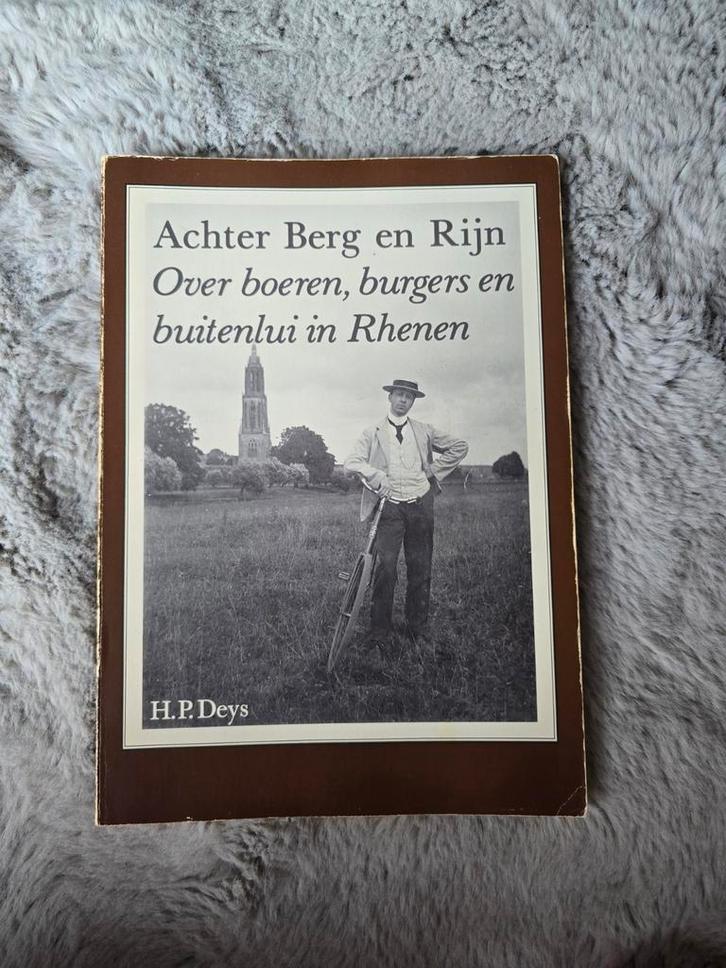 Achter Berg en Rijn
Over boeren, burgers en
buitenlui in Rhenen
H.P. Deys